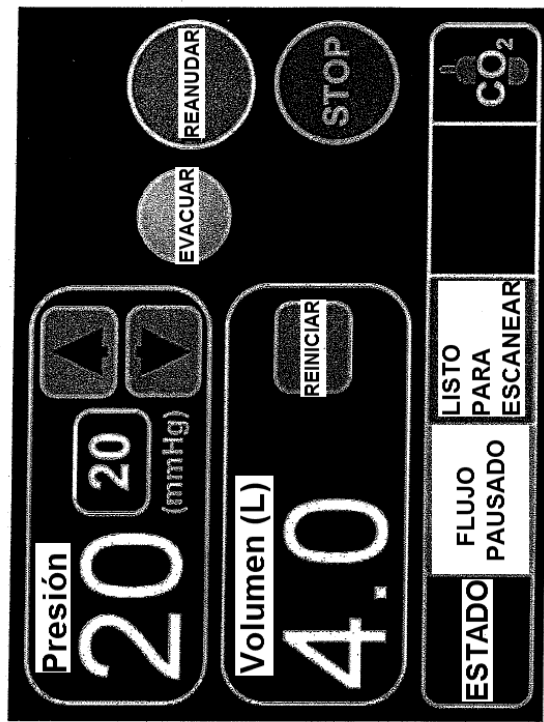 Presión
20
20
(mmHg)
EVACUAR
REANUDAR
Volumen (L)
4.0
REINICIAR
STOP
ESTADO
FLUJO
PAUSADO
LISTO
PARA
ESCANEAR
CO₂